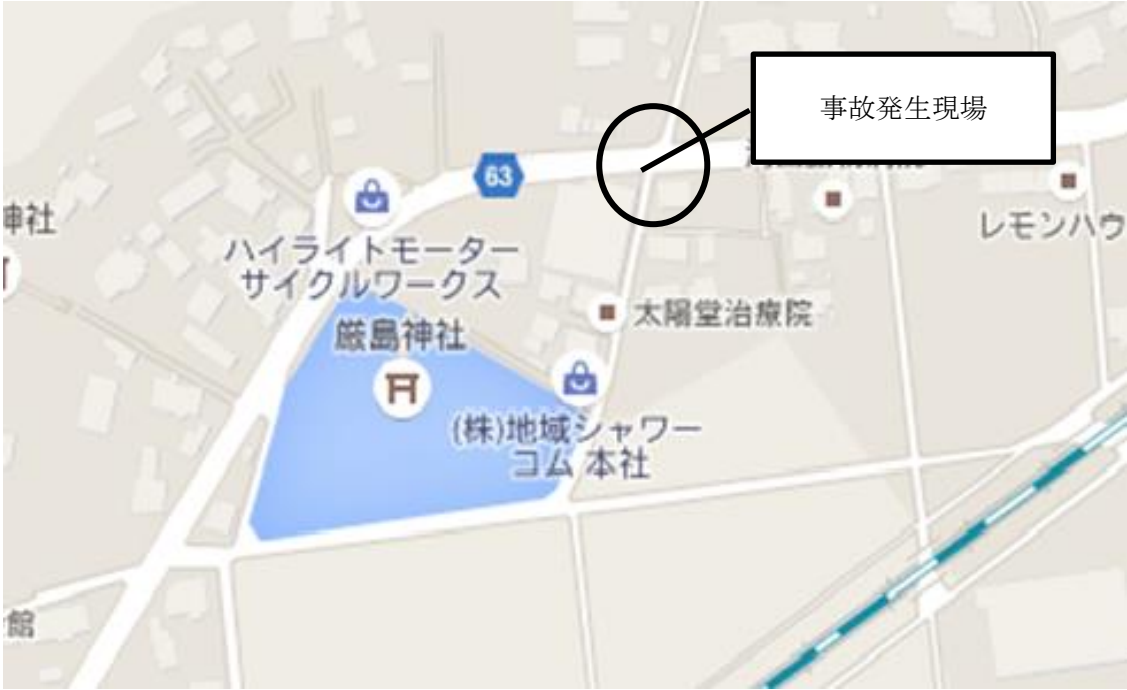 事故発生現場
63
神社
ハイライトモーター
サイクルワークス
レモンハウ
太陽堂治療院
厳島神社
(株)地域シャワー
コム 本社
館